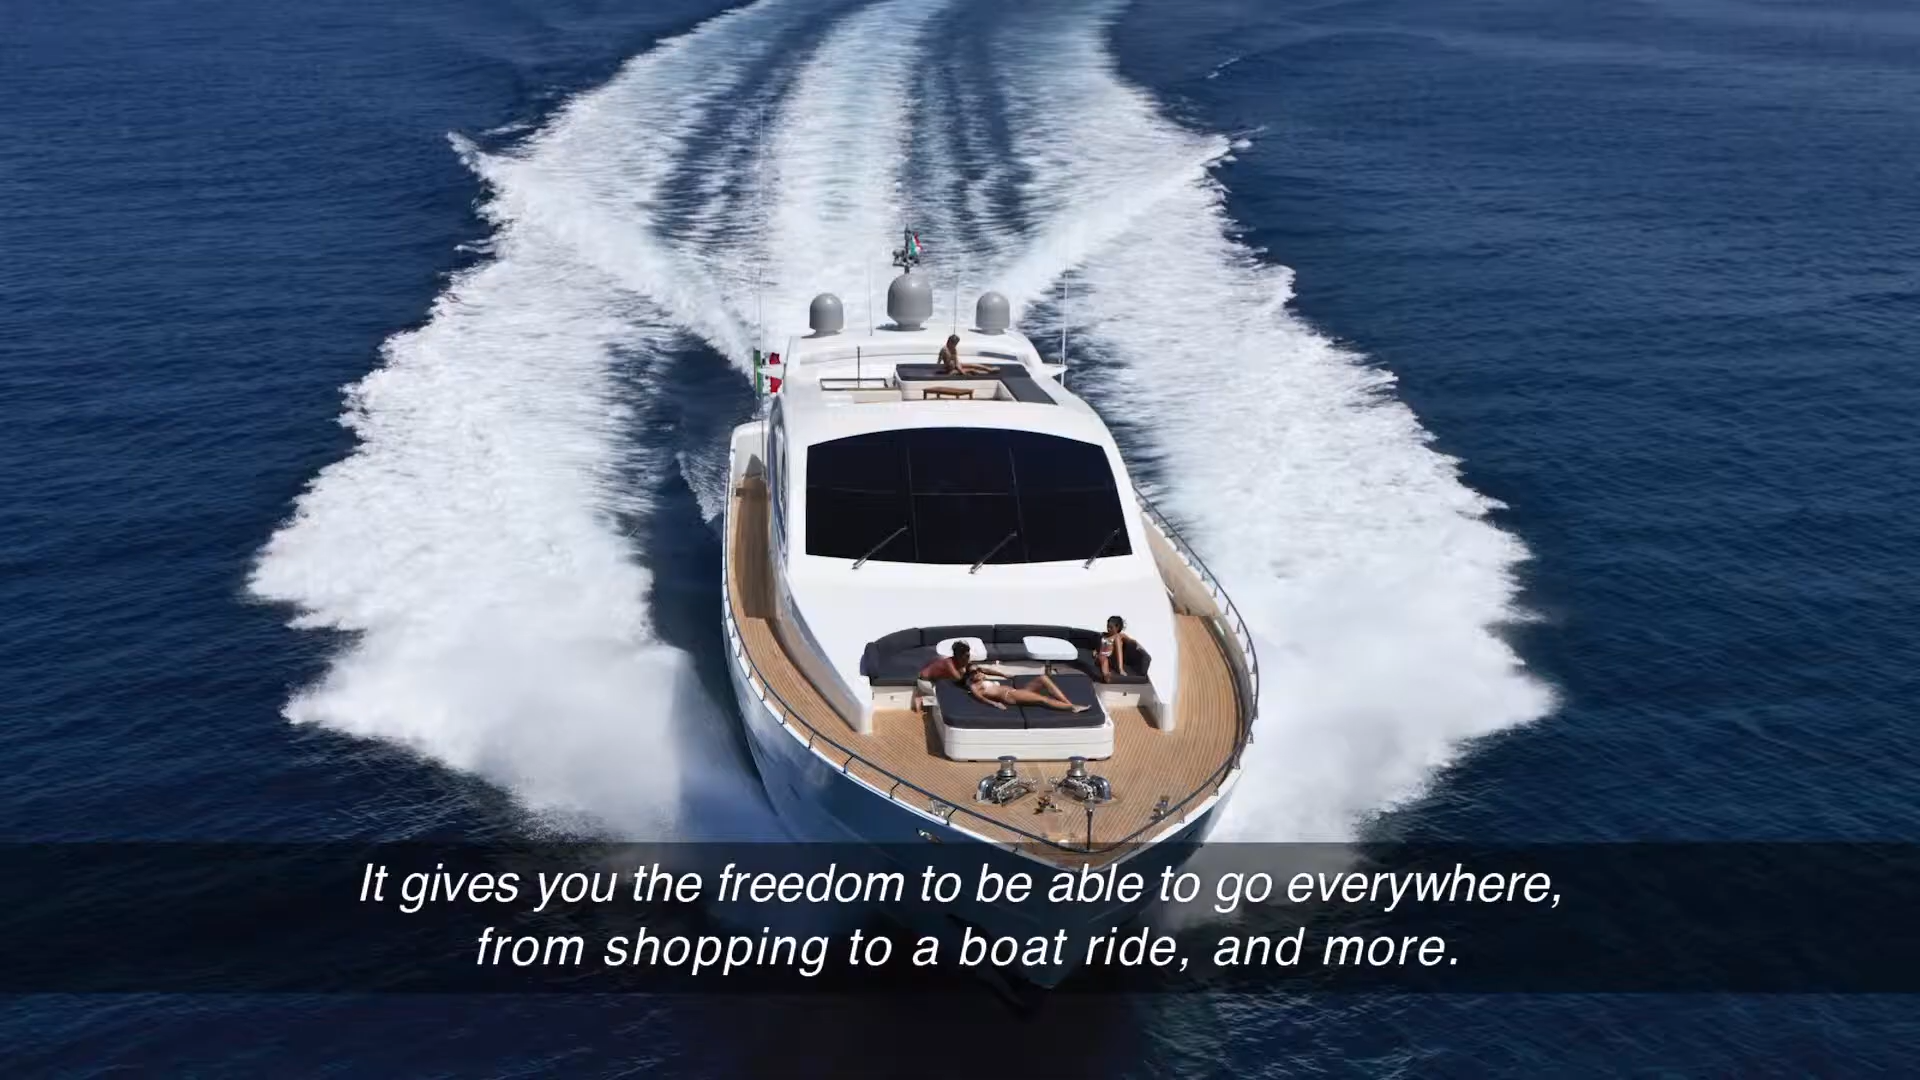 It gives you the freedom to be able to go everywhere,
from shopping to a boat ride, and more.